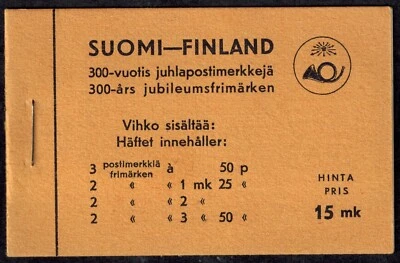 SUOMI—FINLAND
300-vuotis juhlapostimerkkejä
300-års jubileumsfrimärken
Vihko sisältää:
Häftet innehåller:
3 postimerkkiä frimärken à 50 p
2 « « 1 mk 25 «
2 « « 2 «
2 « « 3 « 50 «
HINTA
PRIS
15 mk